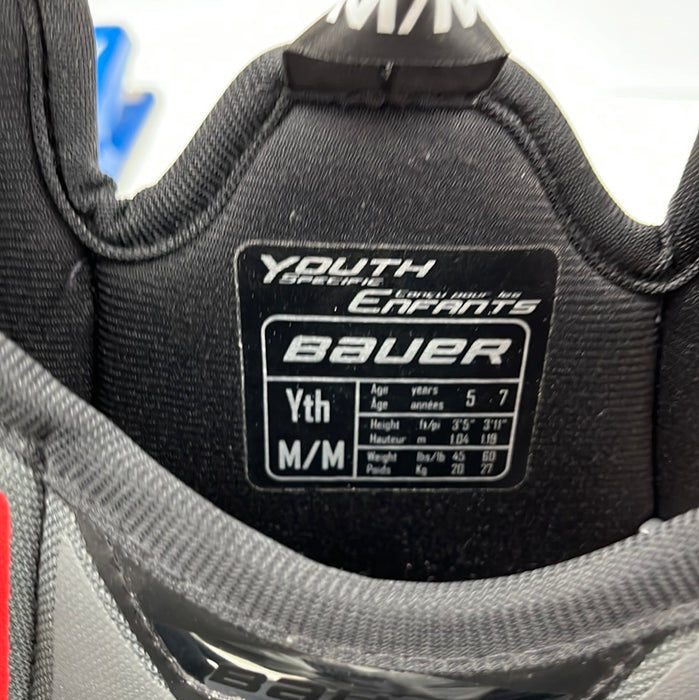 M/M
YOUTH
SPECIFIC
conçu pour les
ENFANTS
BAUER
Yth
M/M
Age years 5 7
Age années
Height ft/pi 3'5" 3'11"
Hauteur m 1.04 1.19
Weight lbs/lb 45 60
Poids Kg 20 27